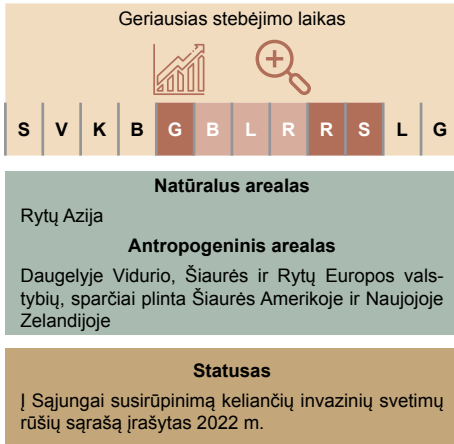 Geriausias stebėjimo laikas
S V K B G B L R R S L G
Natūralus arealas
Rytų Azija
Antropogeninis arealas
Daugelyje Vidurio, Šiaurės ir Rytų Europos vals-
tybių, sparčiai plinta Šiaurės Amerikoje ir Naujojoje
Zelandijoje
Statusas
Į Sąjungai susirūpinimą keliančių invazinių svetimų
rūšių sąrašą įrašytas 2022 m.